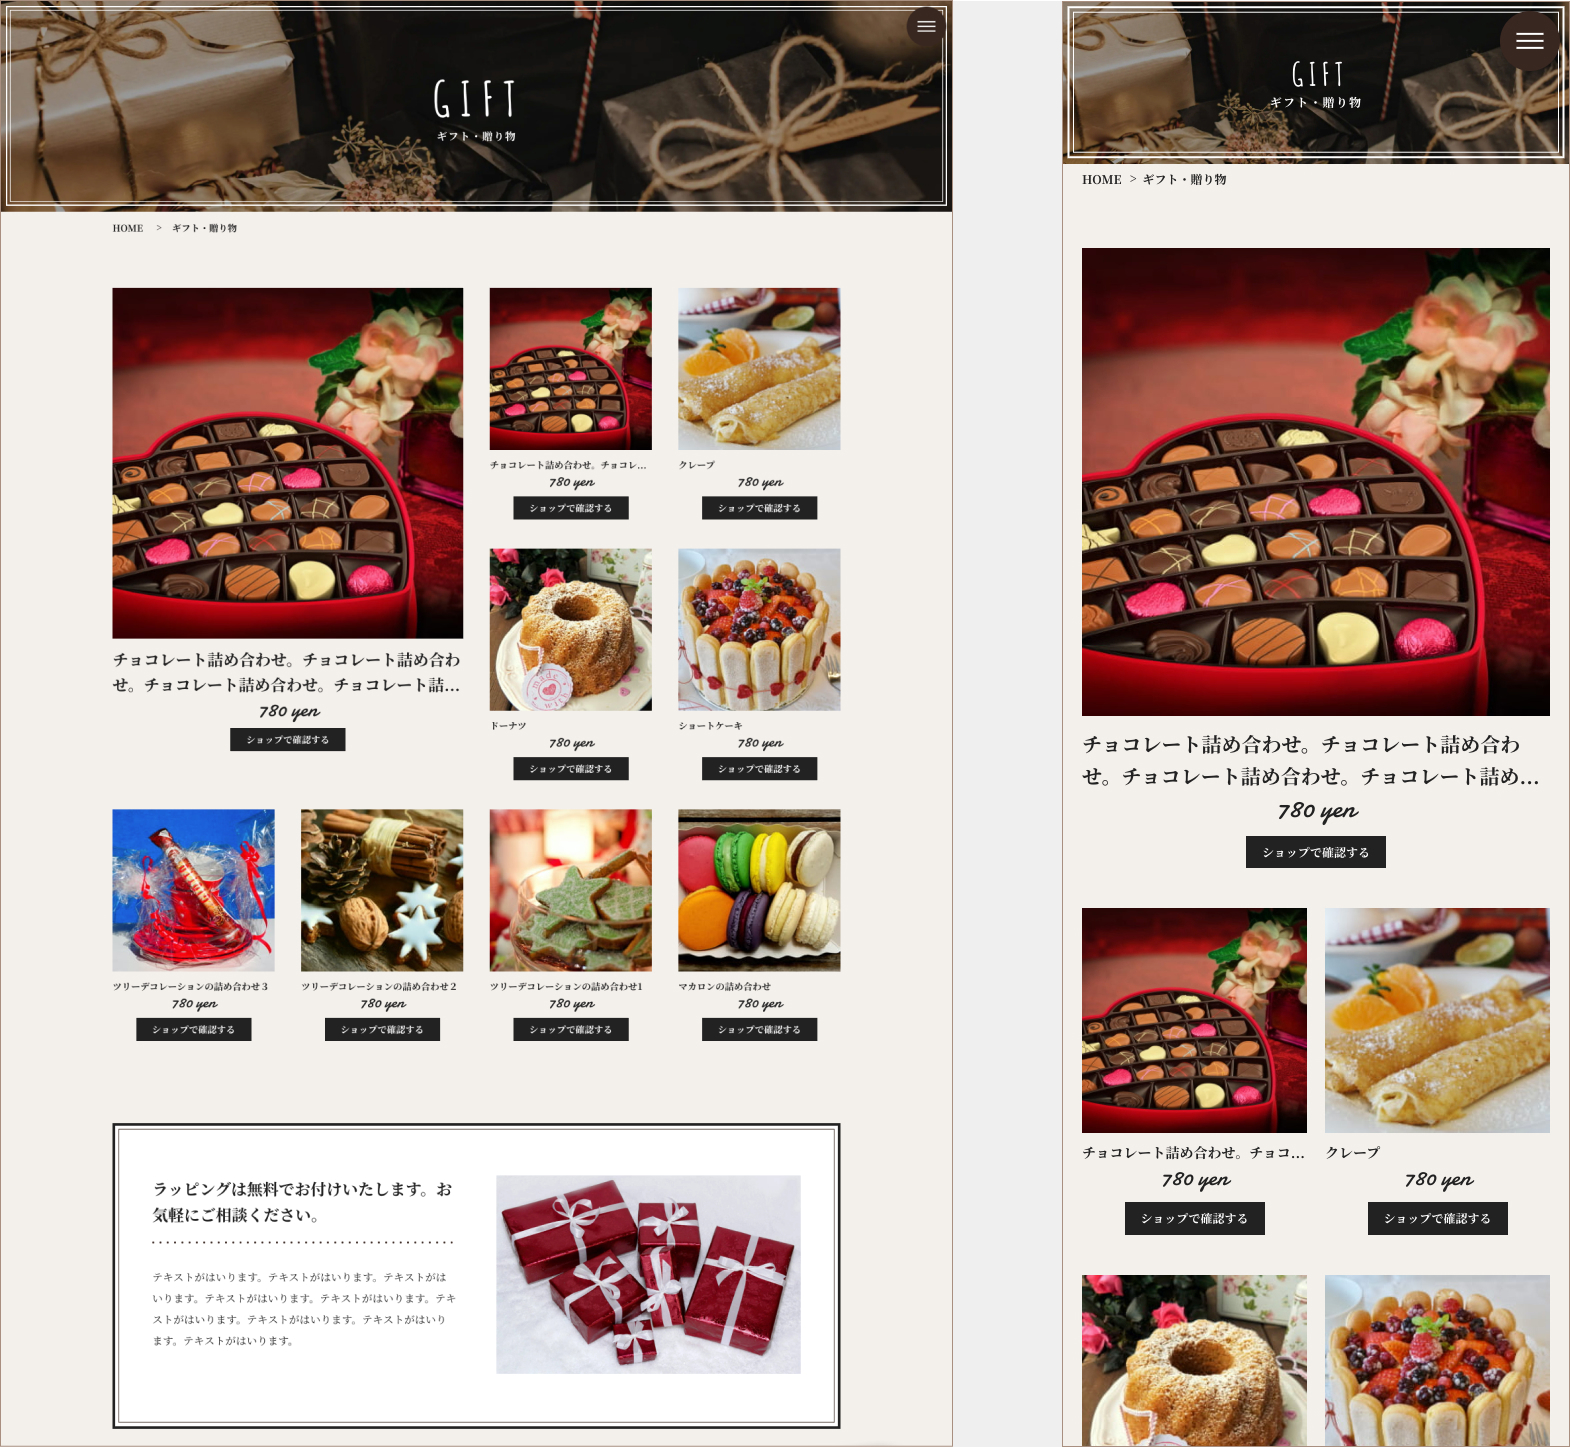 GIFT
ギフト・贈り物
HOME > ギフト・贈り物
チョコレート詰め合わせ。チョコレート詰め合わ
せ。チョコレート詰め合わせ。チョコレート詰...
780 yen
ショップで確認する
チョコレート詰め合わせ。チョコレ...
780 yen
ショップで確認する
クレープ
780 yen
ショップで確認する
ドーナツ
780 yen
ショップで確認する
ショートケーキ
780 yen
ショップで確認する
ツリーデコレーションの詰め合わせ３
780 yen
ショップで確認する
ツリーデコレーションの詰め合わせ２
780 yen
ショップで確認する
ツリーデコレーションの詰め合わせ1
780 yen
ショップで確認する
マカロンの詰め合わせ
780 yen
ショップで確認する
ラッピングは無料でお付けいたします。お
気軽にご相談ください。
テキストがはいります。テキストがはいります。テキストがは
いります。テキストがはいります。テキストがはいります。テキ
ストがはいります。テキストがはいります。テキストがはいり
ます。テキストがはいります。
GIFT
ギフト・贈り物
HOME > ギフト・贈り物
チョコレート詰め合わせ。チョコレート詰め合わ
せ。チョコレート詰め合わせ。チョコレート詰め...
780 yen
ショップで確認する
チョコレート詰め合わせ。チョコ...
780 yen
ショップで確認する
クレープ
780 yen
ショップで確認する